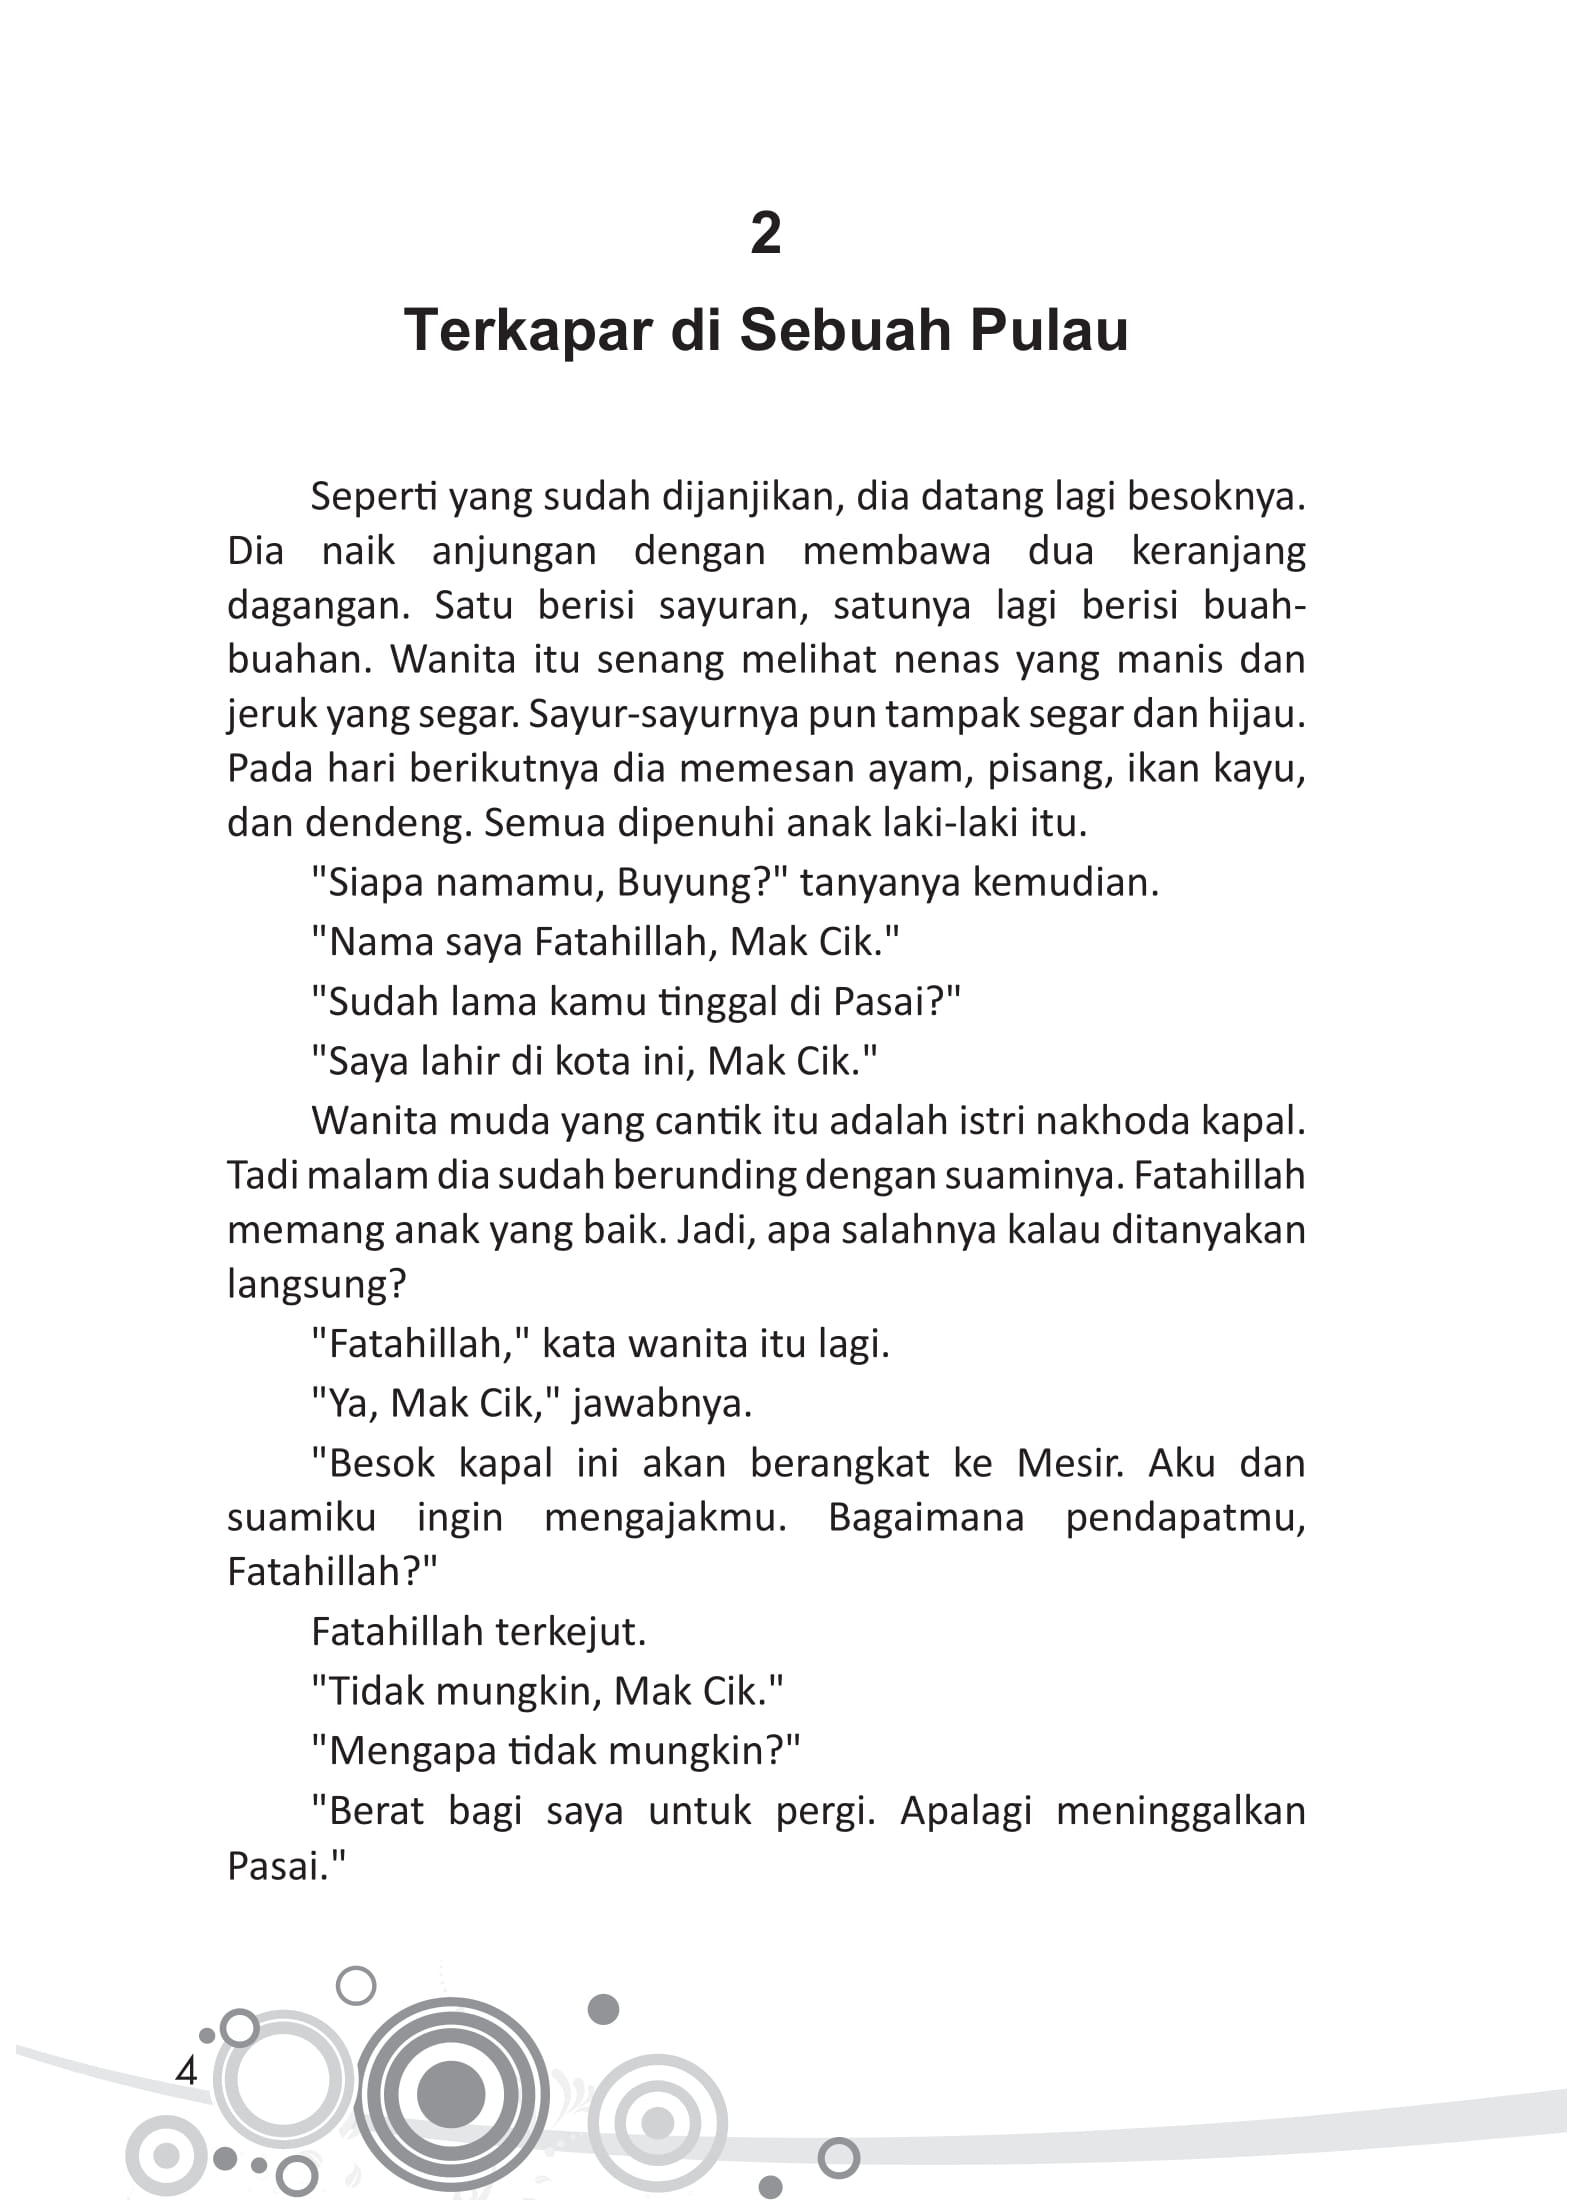 2
Terkapar di Sebuah Pulau
Seperti yang sudah dijanjikan, dia datang lagi besoknya.
Dia naik anjungan dengan membawa dua keranjang
dagangan. Satu berisi sayuran, satunya lagi berisi buah-
buahan. Wanita itu senang melihat nenas yang manis dan
jeruk yang segar. Sayur-sayurnya pun tampak segar dan hijau.
Pada hari berikutnya dia memesan ayam, pisang, ikan kayu,
dan dendeng. Semua dipenuhi anak laki-laki itu.
"Siapa namamu, Buyung?" tanyanya kemudian.
"Nama saya Fatahillah, Mak Cik."
"Sudah lama kamu tinggal di Pasai?"
"Saya lahir di kota ini, Mak Cik."
Wanita muda yang cantik itu adalah istri nakhoda kapal.
Tadi malam dia sudah berunding dengan suaminya. Fatahillah
memang anak yang baik. Jadi, apa salahnya kalau ditanyakan
langsung?
"Fatahillah," kata wanita itu lagi.
"Ya, Mak Cik," jawabnya.
"Besok kapal ini akan berangkat ke Mesir. Aku dan
suamiku ingin mengajakmu. Bagaimana pendapatmu,
Fatahillah?"
Fatahillah terkejut.
"Tidak mungkin, Mak Cik."
"Mengapa tidak mungkin?"
"Berat bagi saya untuk pergi. Apalagi meninggalkan
Pasai."
4